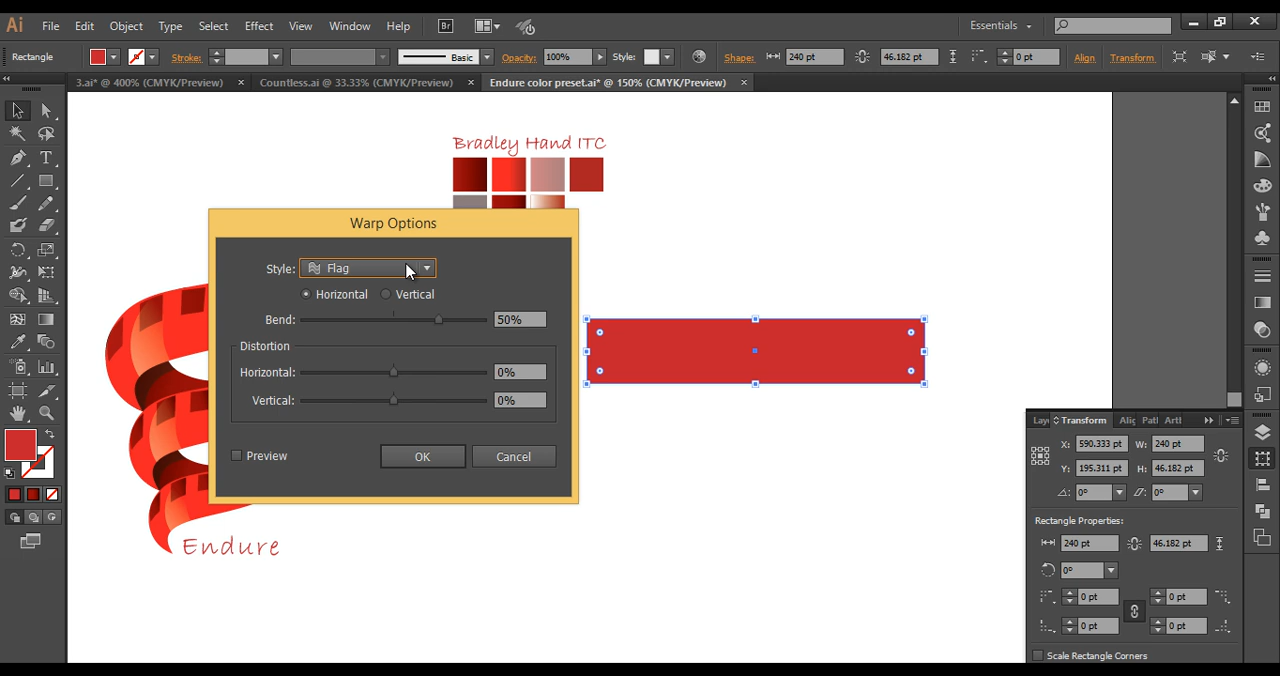 Ai File Edit Object Type Select Effect View Window Help Br Essentials
Rectangle Stroke: Basic Opacity: 100% Style: Shape: 240 pt 46.182 pt 0 pt Align Transform
3.ai* @ 400% (CMYK/Preview) Countless.ai @ 33.33% (CMYK/Preview) Endure color preset.ai* @ 150% (CMYK/Preview)
Bradley Hand ITC
Warp Options
Style: Flag
Horizontal Vertical
Bend: 50%
Distortion
Horizontal: 0%
Vertical: 0%
Preview OK Cancel
Endure
Laye Transform Alig Path Artl
X: 590.333 pt W: 240 pt
Y: 195.311 pt H: 46.182 pt
0° 0°
Rectangle Properties:
240 pt 46.182 pt
0°
0 pt 0 pt
0 pt 0 pt
Scale Rectangle Corners